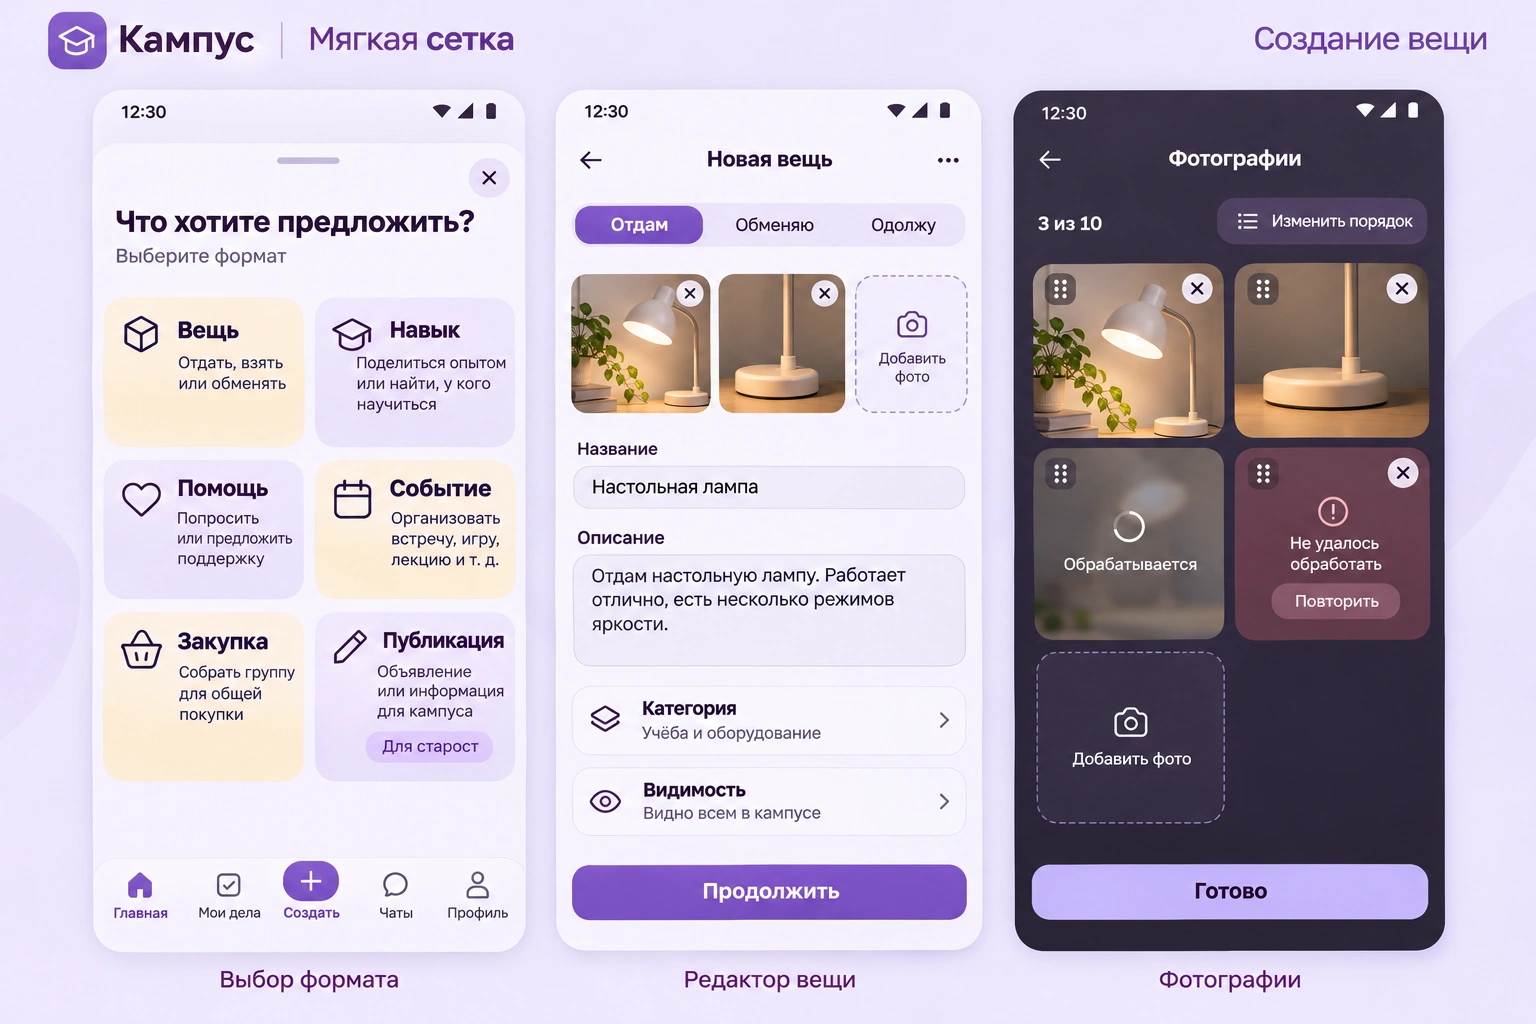 Кампус
Мягкая сетка
Создание вещи
12:30
Что хотите предложить?
Выберите формат
Вещь
Отдать, взять
или обменять
Навык
Поделиться опытом
или найти, у кого
научиться
Помощь
Попросить
или предложить
поддержку
Событие
Организовать
встречу, игру,
лекцию и т. д.
Закупка
Собрать группу
для общей
покупки
Публикация
Объявление
или информация
для кампуса
Для старост
Главная
Мои дела
Создать
Чаты
Профиль
Выбор формата
12:30
Новая вещь
Отдам
Обменяю
Одолжу
Добавить
фото
Название
Настольная лампа
Описание
Отдам настольную лампу. Работает
отлично, есть несколько режимов
яркости.
Категория
Учёба и оборудование
Видимость
Видно всем в кампусе
Продолжить
Редактор вещи
12:30
Фотографии
3 из 10
Изменить порядок
Обрабатывается
Не удалось
обработать
Повторить
Добавить фото
Готово
Фотографии